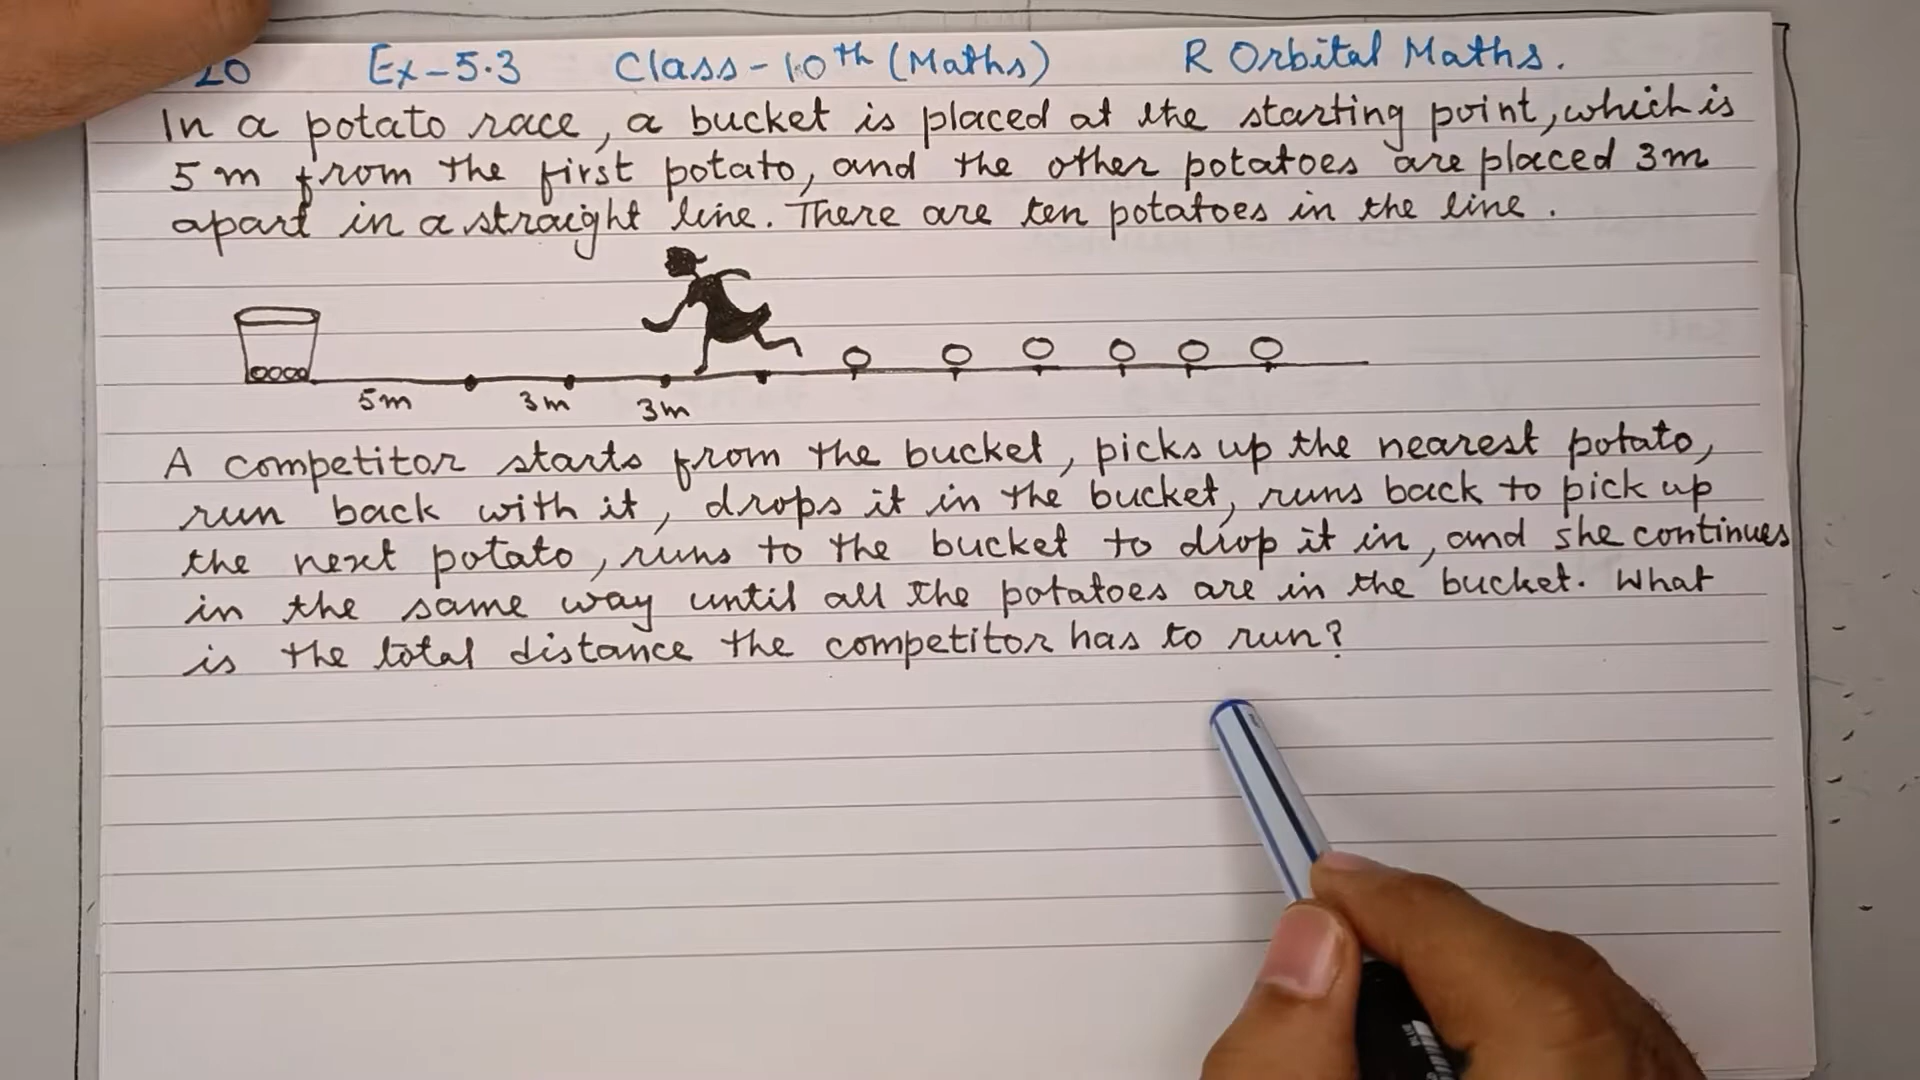 20 Ex-5.3 Class-10th (Maths) R Orbital Maths.
In a potato race, a bucket is placed at the starting point, which is
5m from the first potato, and the other potatoes are placed 3m
apart in a straight line. There are ten potatoes in the line.
5m 3m 3m
A competitor starts from the bucket, picks up the nearest potato,
run back with it, drops it in the bucket, runs back to pick up
the next potato, runs to the bucket to drop it in, and she continues
in the same way until all the potatoes are in the bucket. What
is the total distance the competitor has to run?